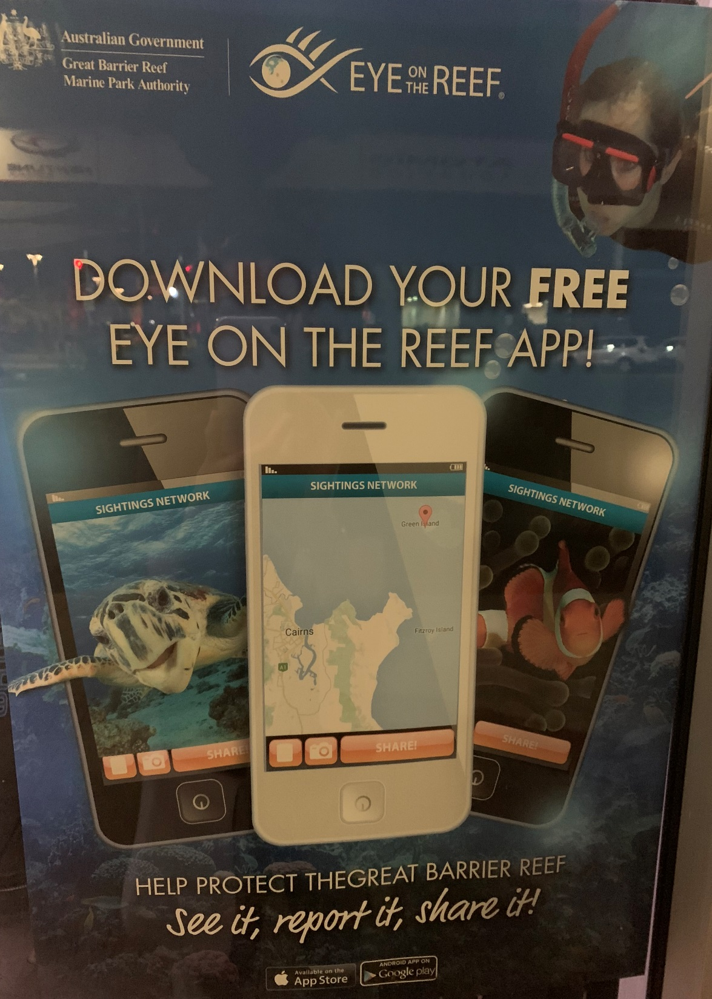 Australian Government
Great Barrier Reef
Marine Park Authority
EYE ON THE REEF®
DOWNLOAD YOUR FREE
EYE ON THE REEF APP!
SIGHTINGS NETWORK
SIGHTINGS NETWORK
SIGHTINGS NETWORK
Green Island
Cairns
Fitzroy Island
A1
SHARE!
SHARE!
SHARE!
HELP PROTECT THEGREAT BARRIER REEF
See it, report it, share it!
Available on the
App Store
ANDROID APP ON
Google play